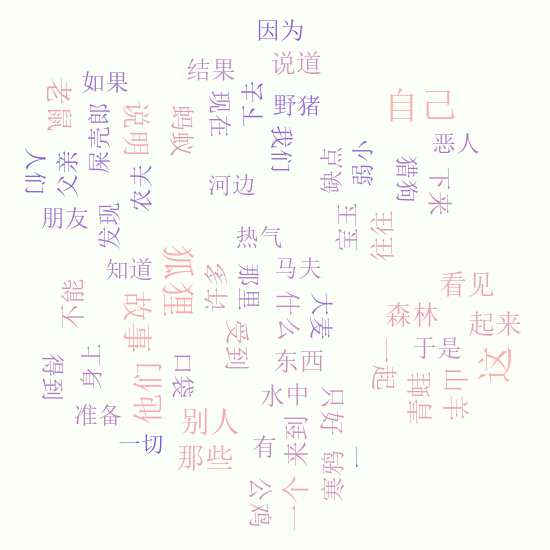 因为
结果
说道
如果
老鼠
屎壳郎
说明
蚂蚁
现在
下子
野猪
自己
我们
恶人
人们
父亲
农夫
缺点
弱小
猎狗
下来
河边
朋友
发现
宝玉
往往
热气
知道
狐狸
多计
那里
马夫
看见
不能
故事
什么
大麦
森林
起来
受到
得到
身上
他们
口袋
东西
一起
于是
青蛙
山羊
这
准备
别人
水中
只好
一切
那些
有
来到
寒鸦
一
公鸡
一个